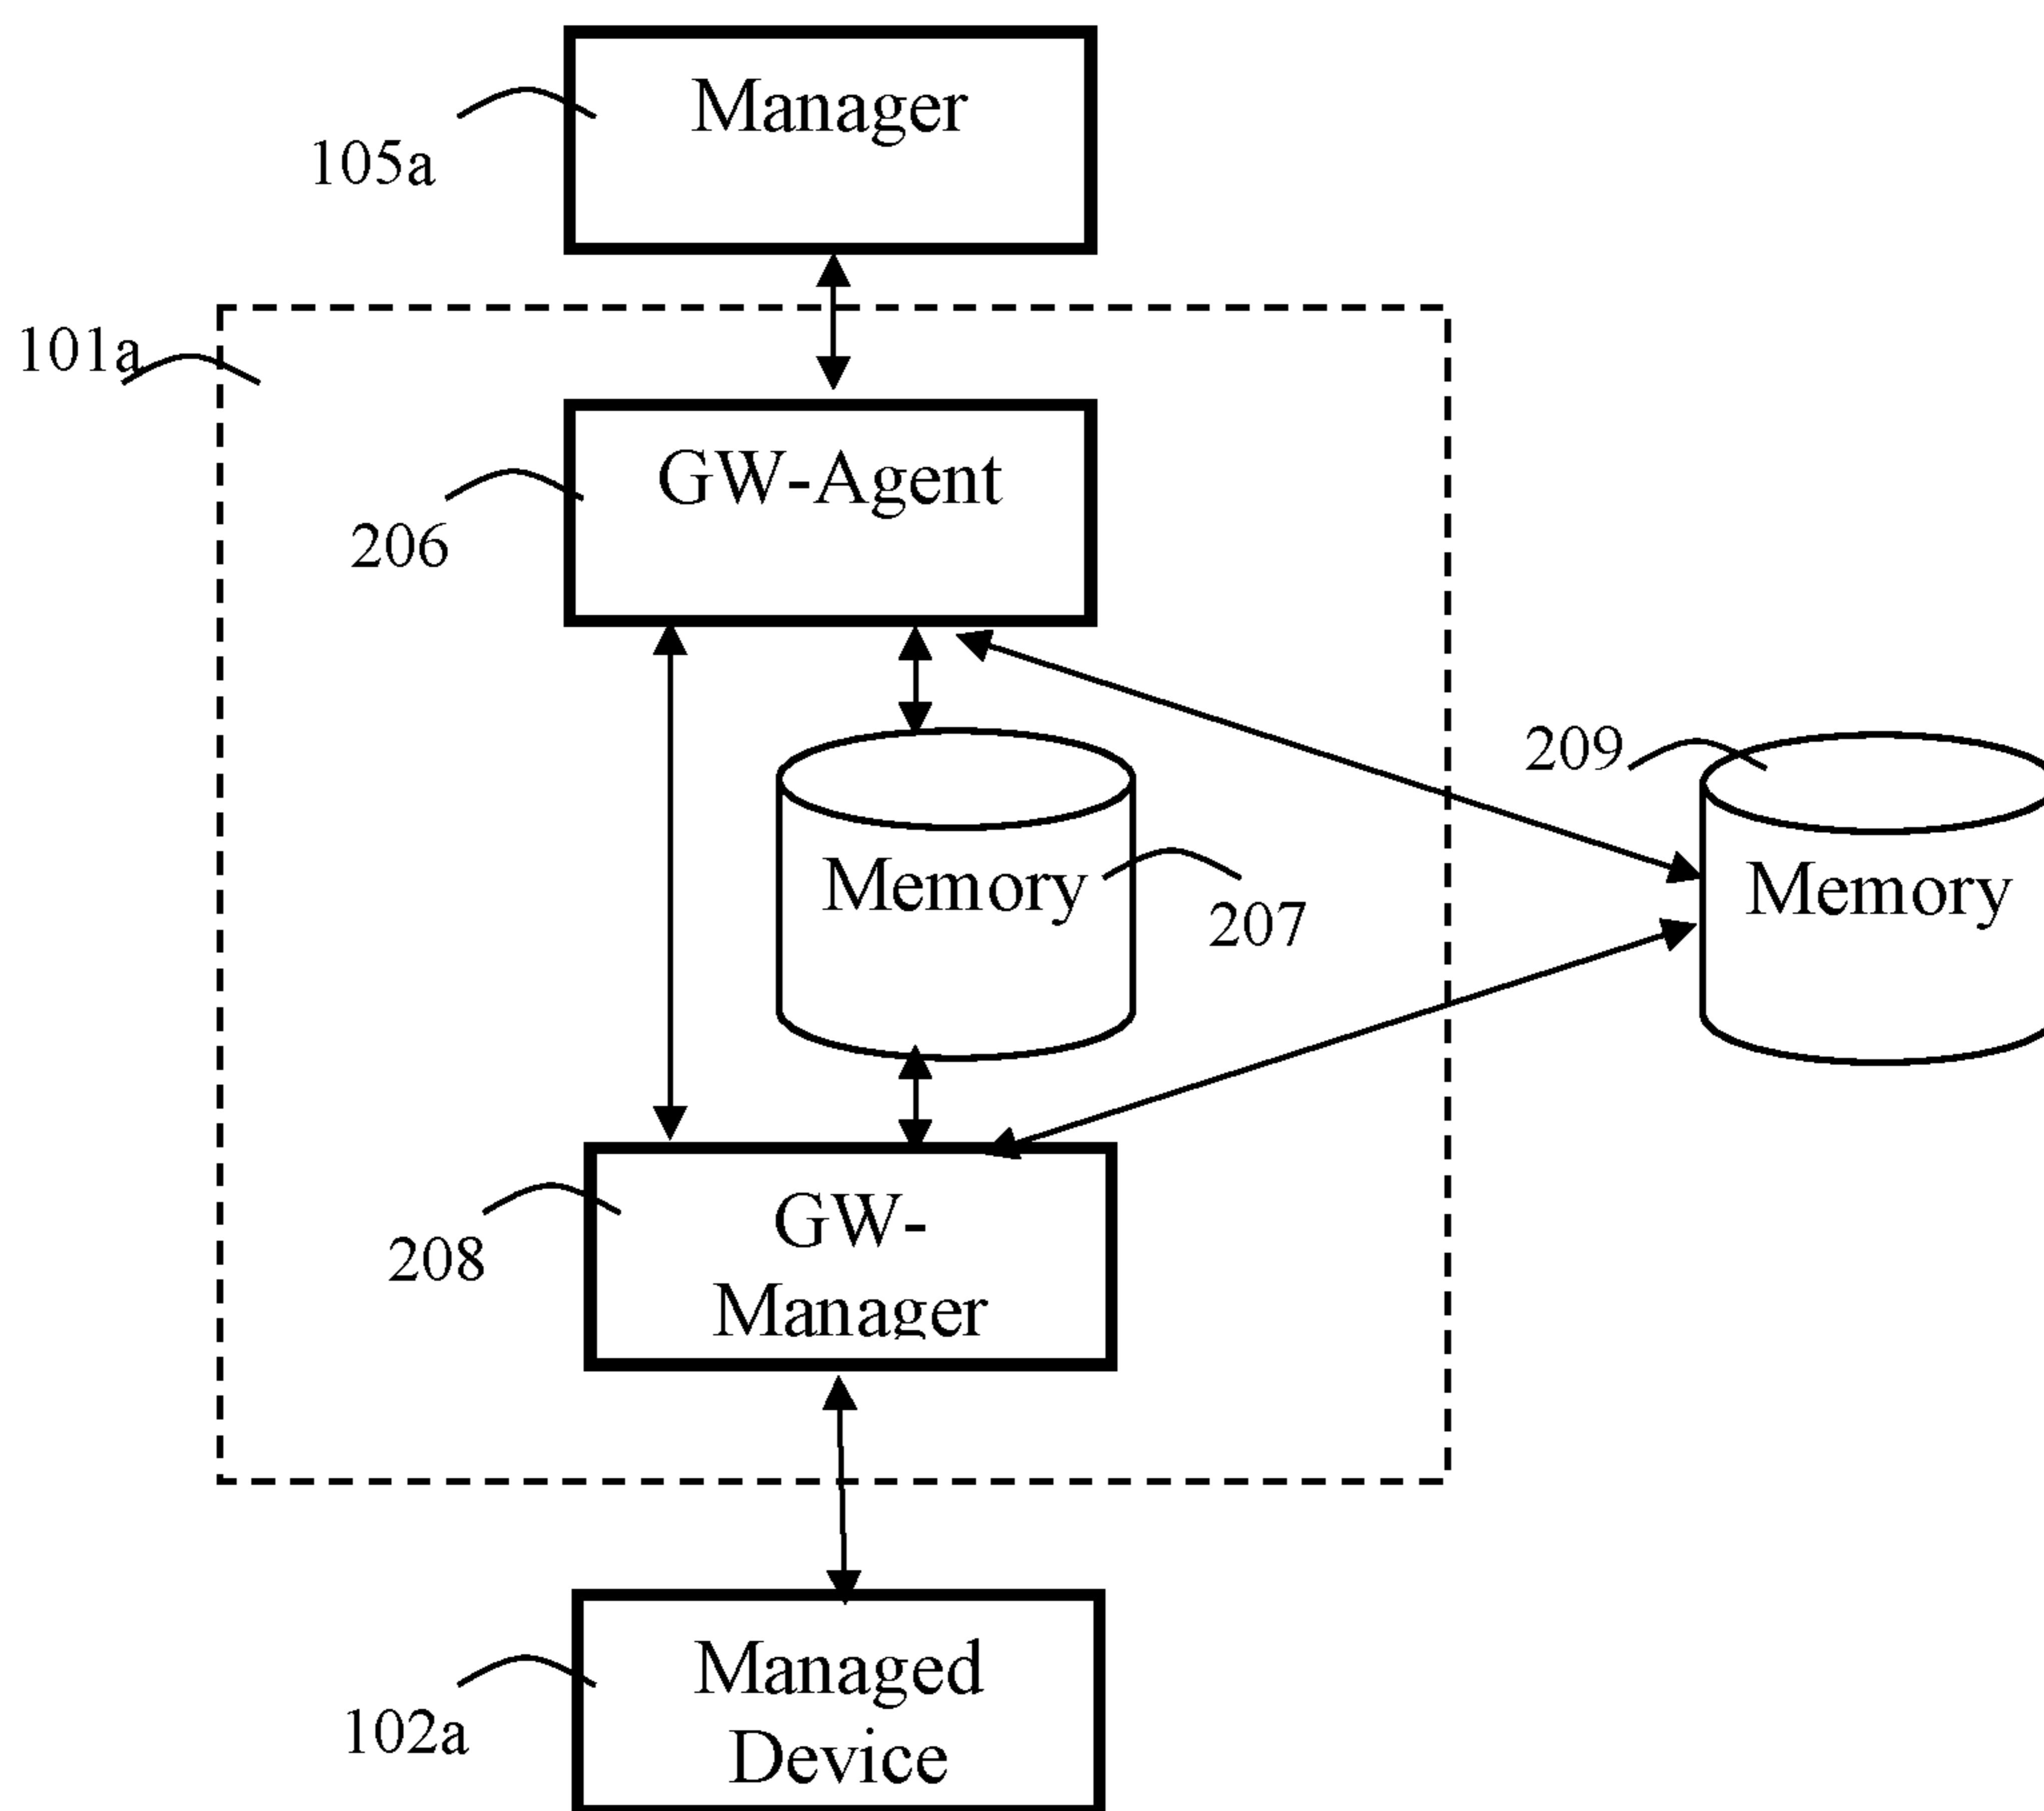 Manager
105a
101a
GW-Agent
206
209
Memory
Memory
207
GW-
Manager
208
Managed
Device
102a